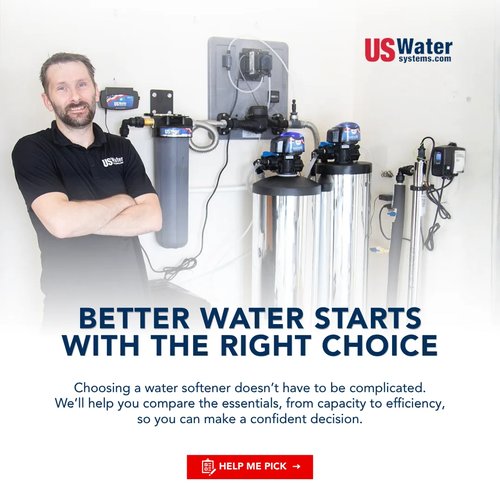 USWater
systems.com
USWater
USWater
BETTER WATER STARTS
WITH THE RIGHT CHOICE
Choosing a water softener doesn't have to be complicated.
We'll help you compare the essentials, from capacity to efficiency,
so you can make a confident decision.
HELP ME PICK →